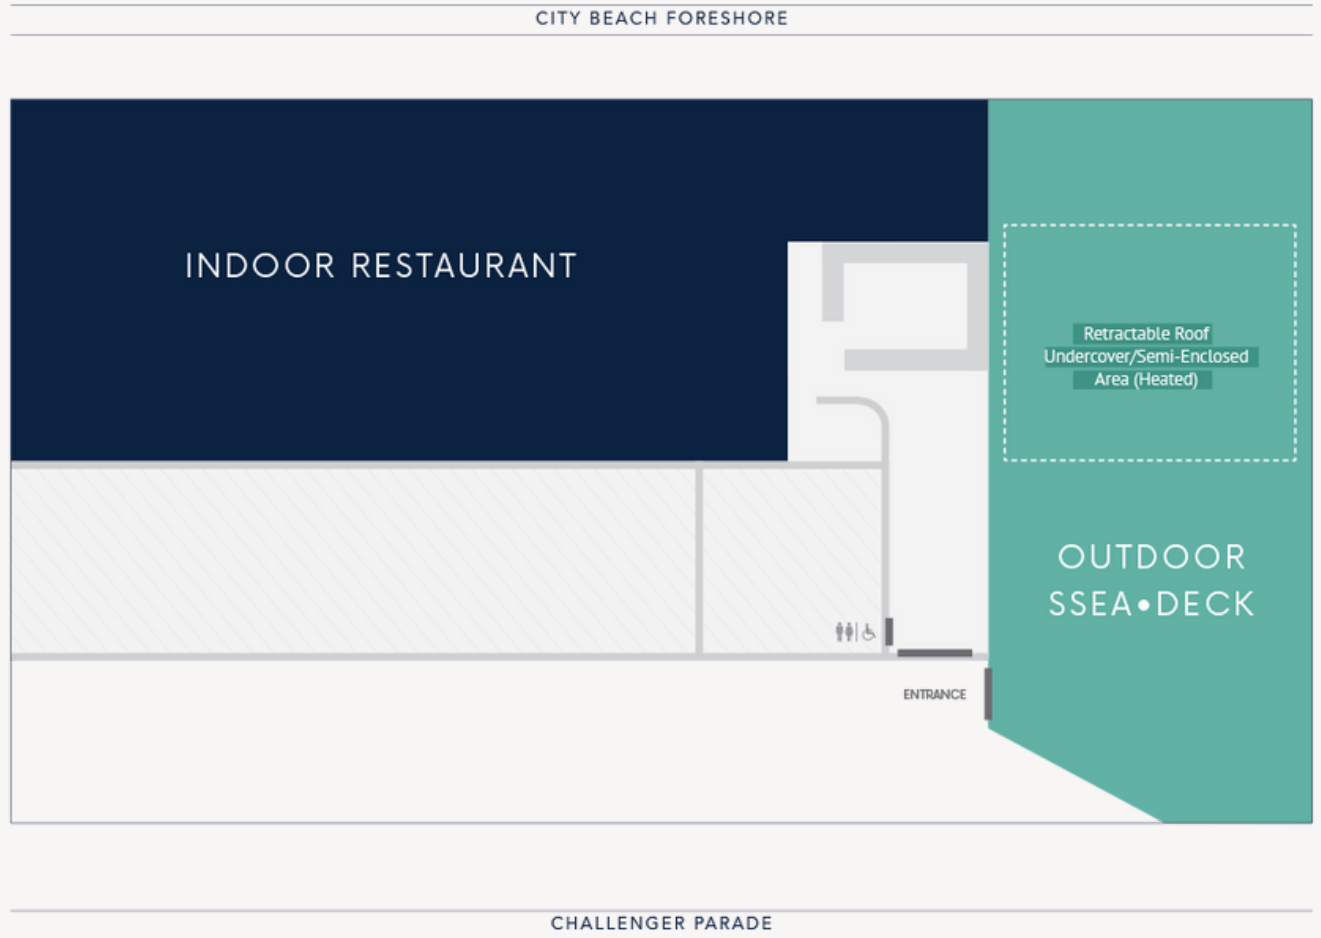 CITY BEACH FORESHORE
INDOOR RESTAURANT
Retractable Roof
Undercover/Semi-Enclosed
Area (Heated)
OUTDOOR
SSEA•DECK
ENTRANCE
CHALLENGER PARADE